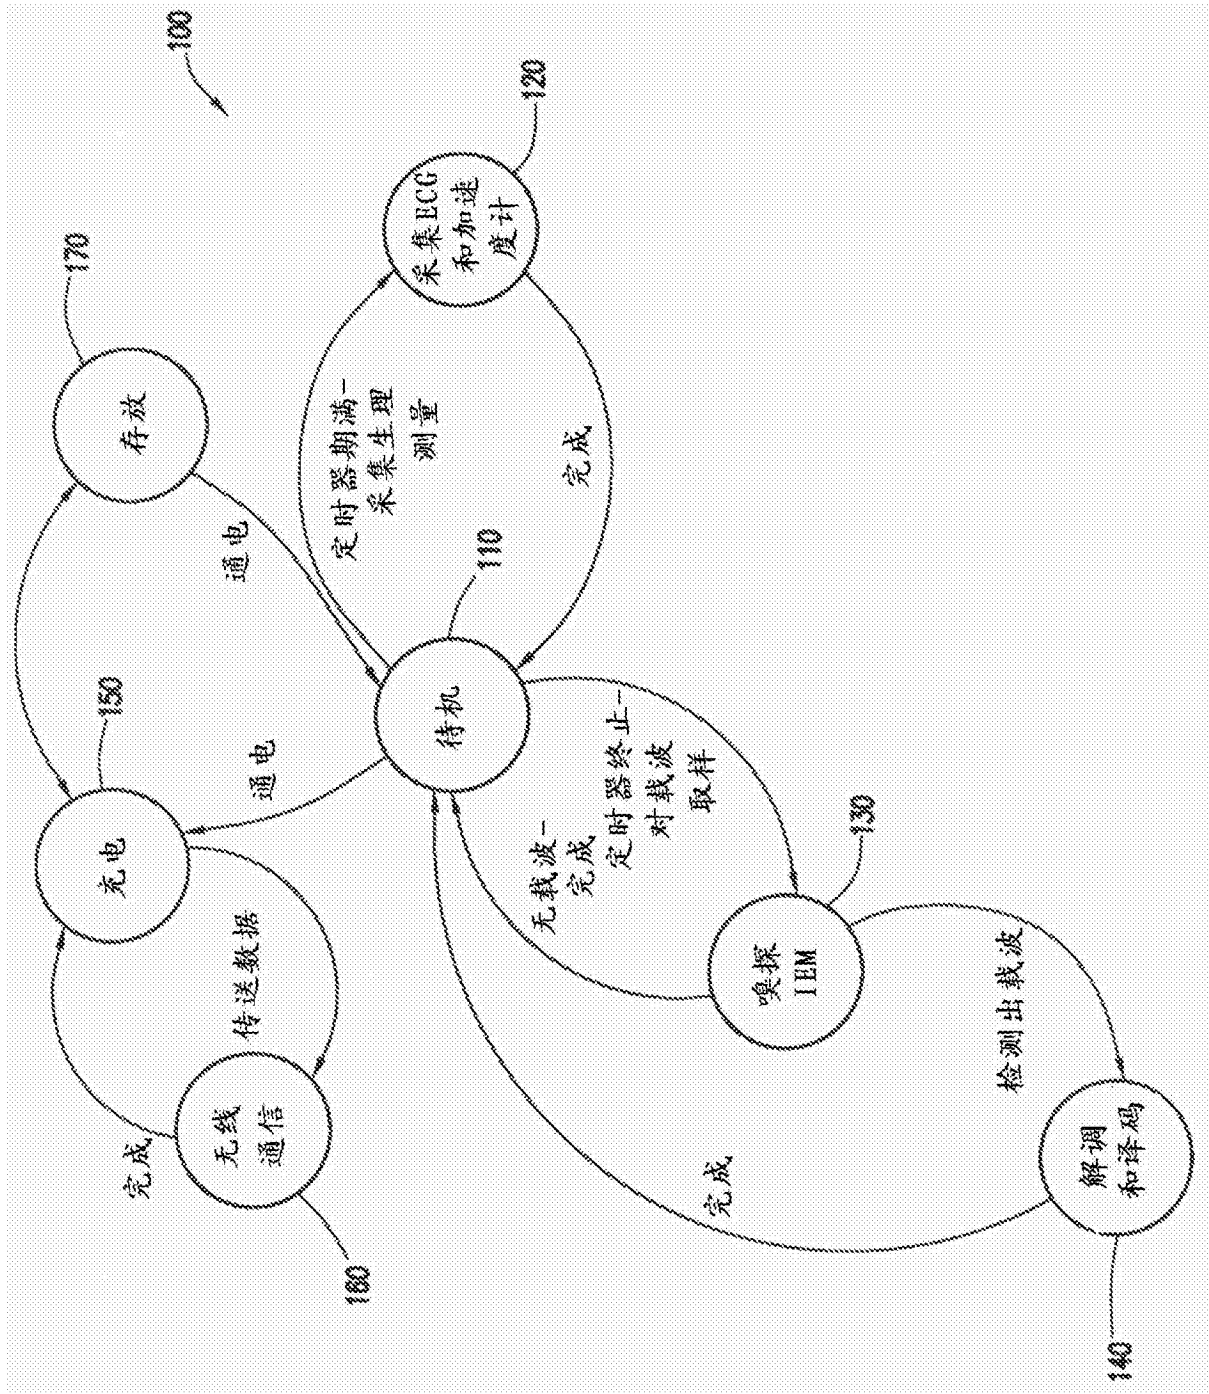 100
170
存放
150
充电
通电
通电
传送数据
完成
无线
通信
160
120
采集ECG
和加速
度计
定时器期满-
采集生理
测量
完成
110
待机
无载波-
完成
定时器终止-
对载波
取样
130
嗅探
IEM
检测出载波
完成
解调
和译码
140